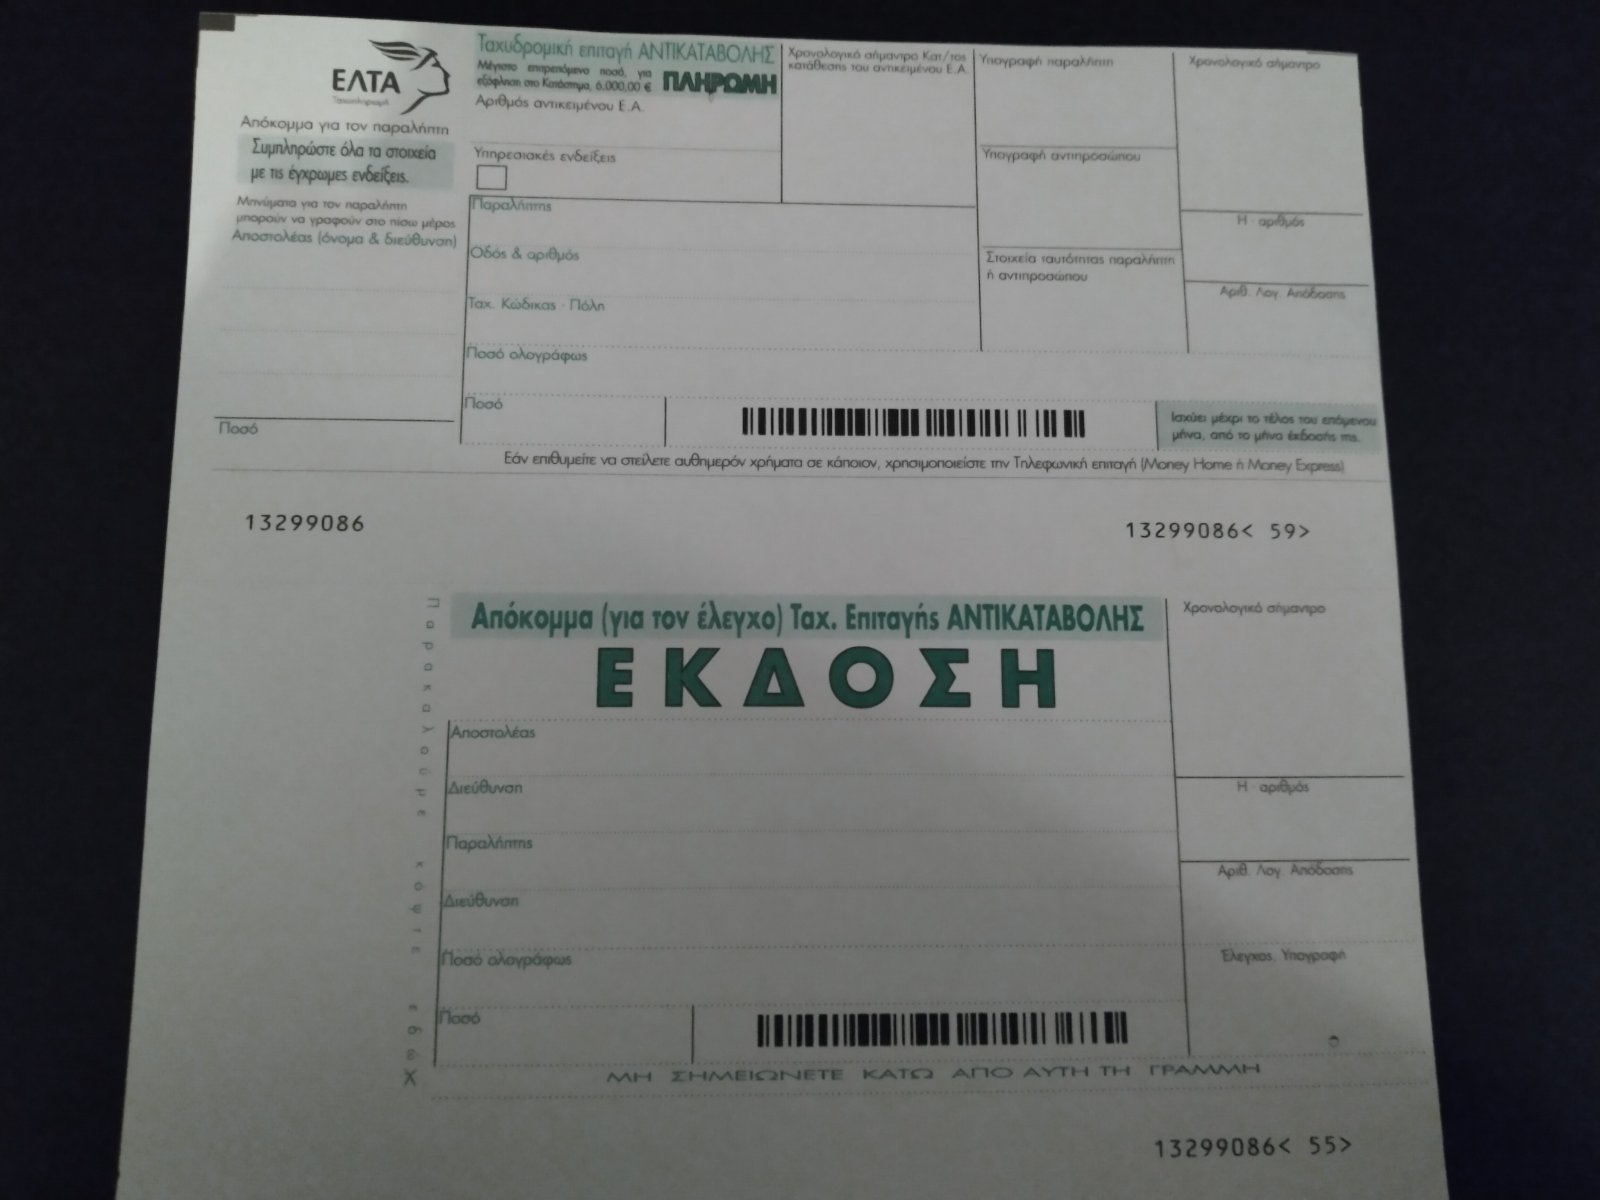 ΕΛΤΑ
Ταχυπληρωμή
Απόκομμα για τον παραλήπτη
Συμπληρώστε όλα τα στοιχεία
με τις έγχρωμες ενδείξεις.
Μηνύματα για τον παραλήπτη
μπορούν να γραφούν στο πίσω μέρος
Αποστολέας (όνομα & διεύθυνση)
Ποσό
Ταχυδρομική επιταγή ΑΝΤΙΚΑΤΑΒΟΛΗΣ
Μέγιστο επιτρεπόμενο ποσό, για
εξόφληση στο Κατάστημα, 6.000,00 €
ΠΛΗΡΩΜΗ
Αριθμός αντικειμένου Ε.Α.
Υπηρεσιακές ενδείξεις
Χρονολογικό σήμαντρο Κατ/τος
κατάθεσης του αντικειμένου Ε.Α.
Υπογραφή παραλήπτη
Υπογραφή αντιπροσώπου
Στοιχεία ταυτότητας παραλήπτη
ή αντιπροσώπου
Χρονολογικό σήμαντρο
Η - αριθμός
Αριθ. Λογ. Απόδοσης
Παραλήπτης
Οδός & αριθμός
Ταχ. Κώδικας - Πόλη
Ποσό ολογράφως
Ποσό
Ισχύει μέχρι το τέλος του επόμενου
μήνα, από το μήνα έκδοσής της.
Εάν επιθυμείτε να στείλετε αυθημερόν χρήματα σε κάποιον, χρησιμοποιείστε την Τηλεφωνική επιταγή (Money Home ή Money Express)
13299086
13299086< 59>
Παρακαλούμε κόψτε εδώ
Απόκομμα (για τον έλεγχο) Ταχ. Επιταγής ΑΝΤΙΚΑΤΑΒΟΛΗΣ
ΕΚΔΟΣΗ
Χρονολογικό σήμαντρο
Αποστολέας
Διεύθυνση
Παραλήπτης
Διεύθυνση
Ποσό ολογράφως
Ποσό
Η - αριθμός
Αριθ. Λογ. Απόδοσης
Έλεγχος, Υπογραφή
ΜΗ ΣΗΜΕΙΩΝΕΤΕ ΚΑΤΩ ΑΠΟ ΑΥΤΗ ΤΗ ΓΡΑΜΜΗ
13299086< 55>